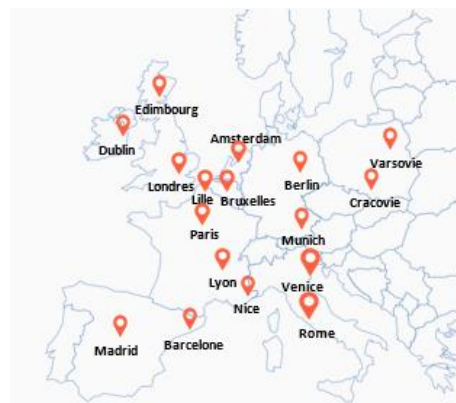 Edimbourg
Amsterdam
Dublin
Varsovie
Londres
Berlin
Lille
Bruxelles
Cracovie
Paris
Munich
Lyon
Venice
Nice
Rome
Madrid
Barcelone